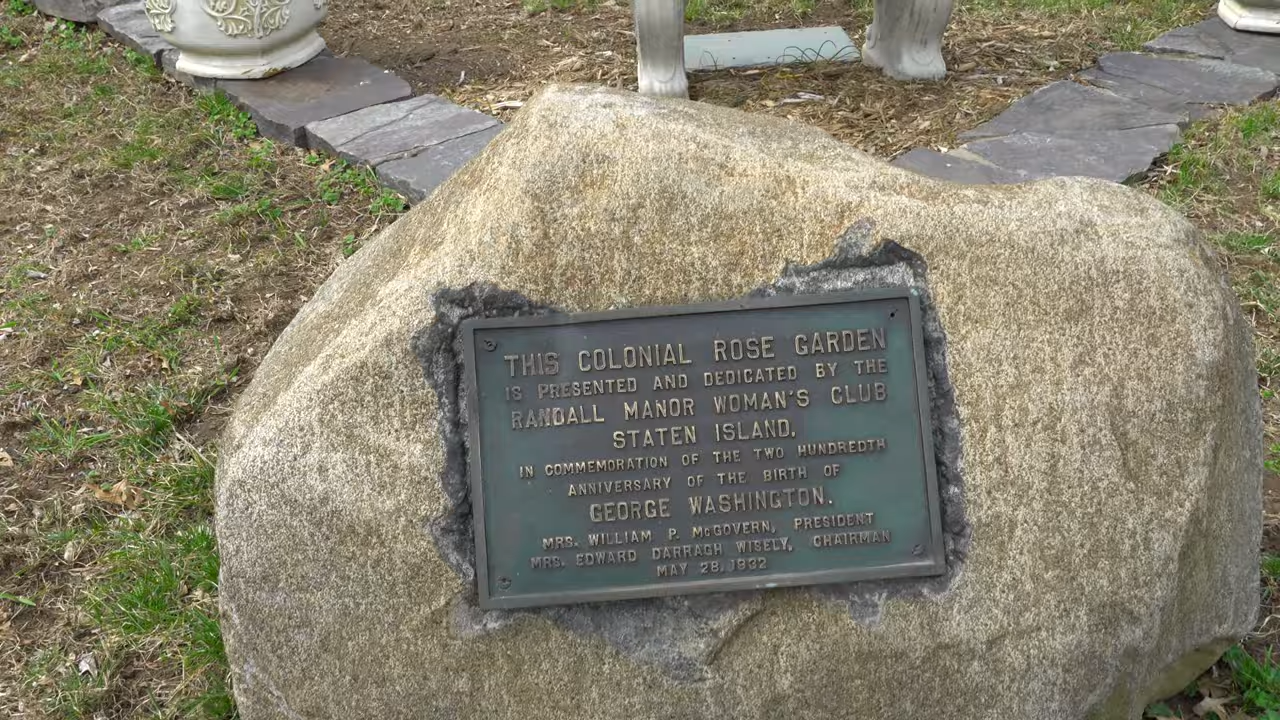 THIS COLONIAL ROSE GARDEN
IS PRESENTED AND DEDICATED BY THE
RANDALL MANOR WOMAN'S CLUB
STATEN ISLAND,
IN COMMEMORATION OF THE TWO HUNDREDTH
ANNIVERSARY OF THE BIRTH OF
GEORGE WASHINGTON.
MRS. WILLIAM P. McGOVERN, PRESIDENT
MRS. EDWARD DARRAGH WISELY, CHAIRMAN
MAY 28, 1932